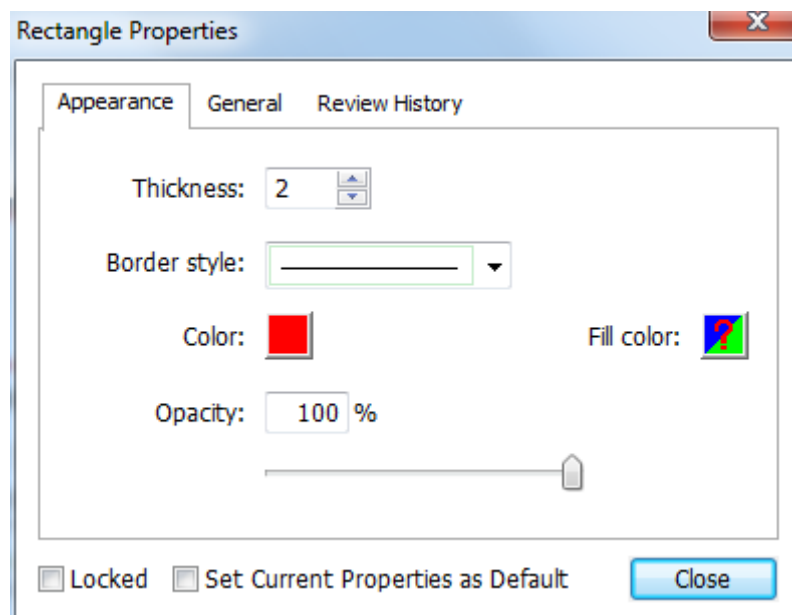 Rectangle Properties
X
Appearance General Review History
Thickness: 2
Border style:
Color: Fill color: ?
Opacity: 100 %
Locked Set Current Properties as Default Close